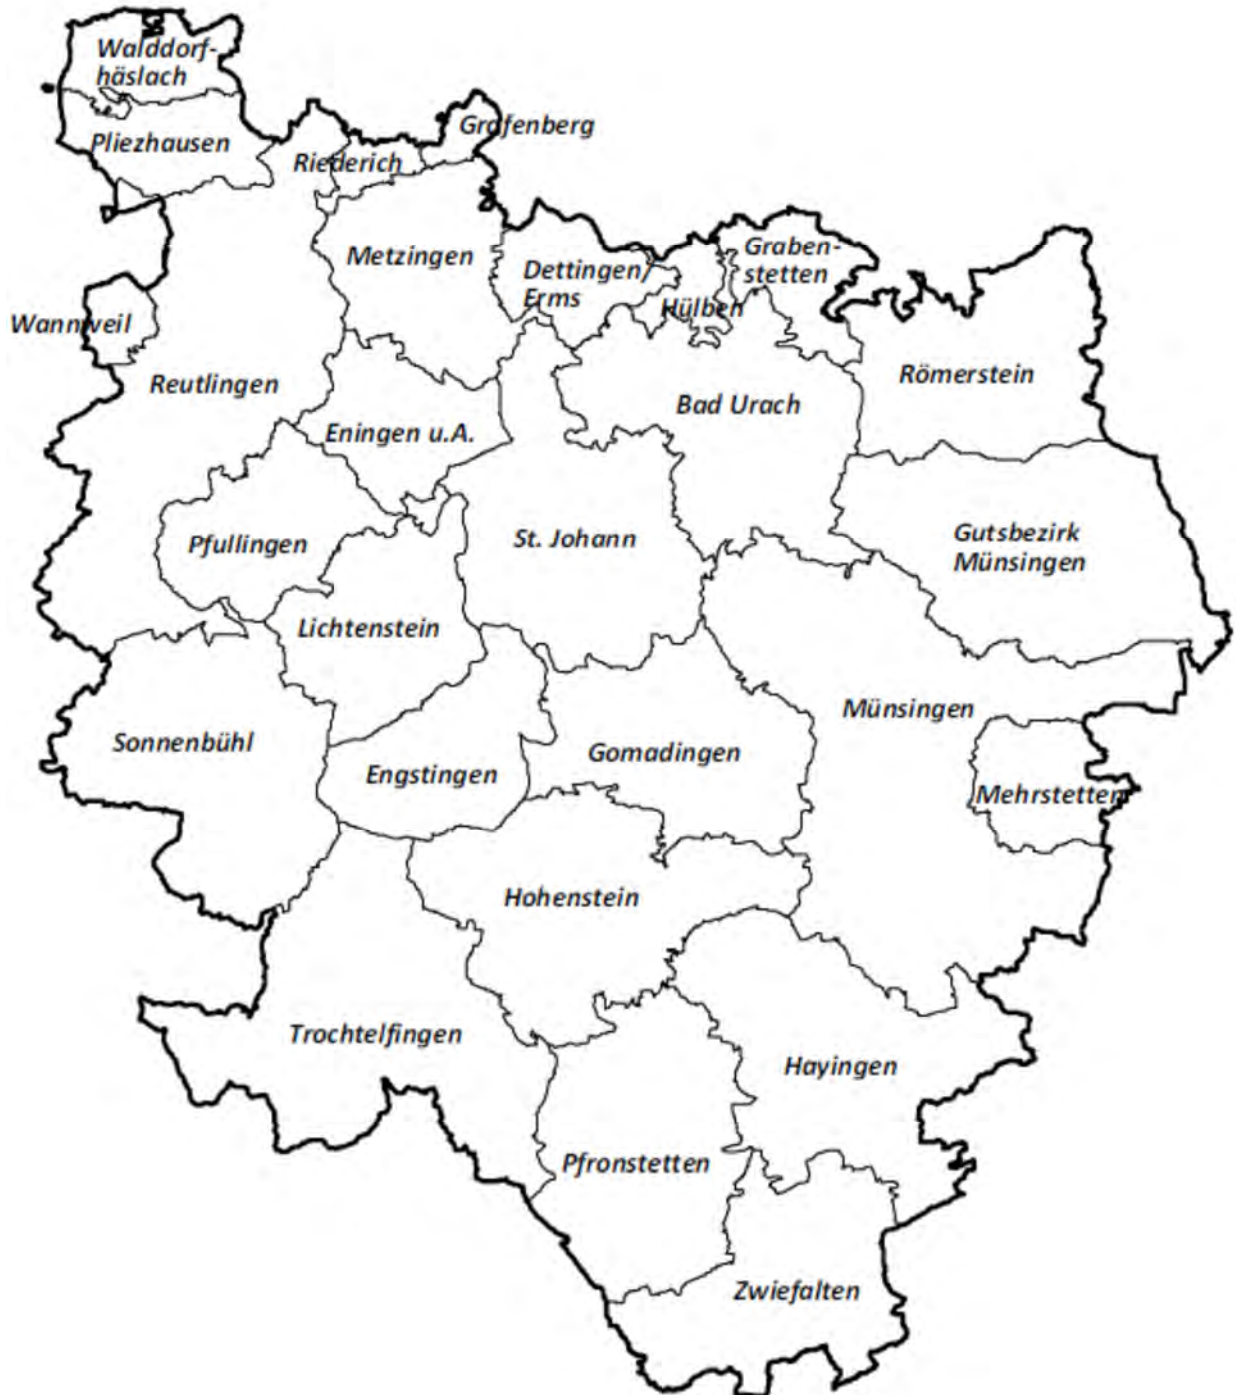 Walddorf-
häslach
Grafenberg
Pliezhausen
Riederich
Graben-
stetten
Metzingen
Dettingen/
Erms
Hülben
Wannweil
Reutlingen
Römerstein
Bad Urach
Eningen u.A.
Pfullingen
St. Johann
Gutsbezirk
Münsingen
Lichtenstein
Münsingen
Sonnenbühl
Gomadingen
Engstingen
Mehrstetten
Hohenstein
Trochtelfingen
Hayingen
Pfronstetten
Zwiefalten